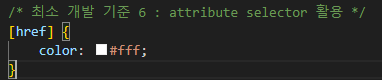 /* 최소 개발 기준 6 : attribute selector 활용 */
[href] {
    color: #fff;
}